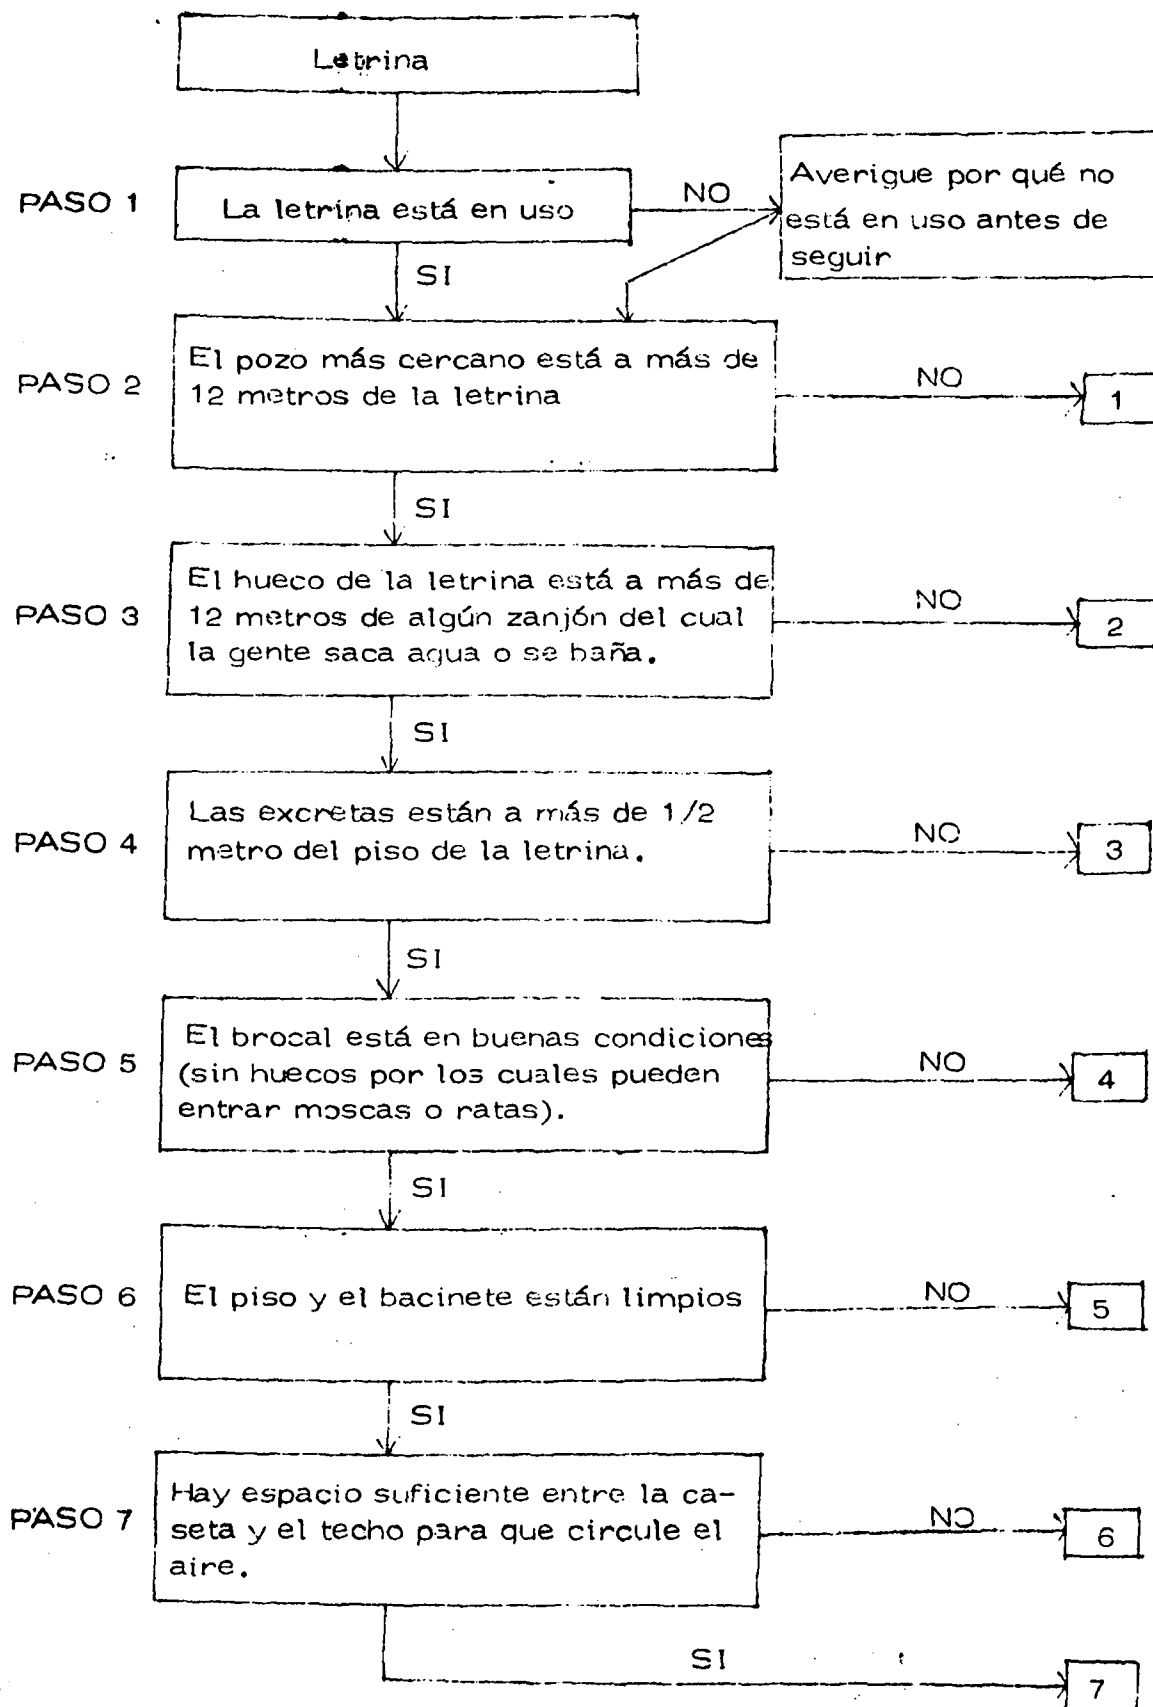 Letrina
PASO 1
La letrina está en uso
NO
Averigue por qué no
está en uso antes de
seguir
SI
PASO 2
El pozo más cercano está a más de
12 metros de la letrina
NO
1
SI
PASO 3
El hueco de la letrina está a más de
12 metros de algún zanjón del cual
la gente saca agua o se baña.
NO
2
SI
PASO 4
Las excretas están a más de 1/2
metro del piso de la letrina.
NO
3
SI
PASO 5
El brocal está en buenas condiciones
(sin huecos por los cuales pueden
entrar moscas o ratas).
NO
4
SI
PASO 6
El piso y el bacinete están limpios
NO
5
SI
PASO 7
Hay espacio suficiente entre la ca-
seta y el techo para que circule el
aire.
NO
6
SI
7